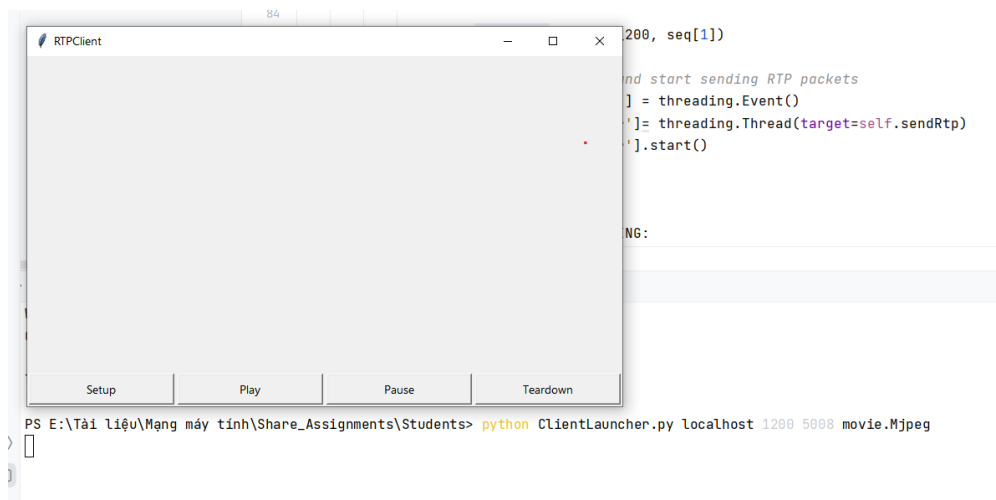 84
RTPClient
200, seq[1])
nd start sending RTP packets
] = threading.Event()
']= threading.Thread(target=self.sendRtp)
'].start()
NG:
Setup Play Pause Teardown
PS E:\Tài liệu\Mạng máy tính\Share_Assignments\Students> python ClientLauncher.py localhost 1200 5008 movie.Mjpeg